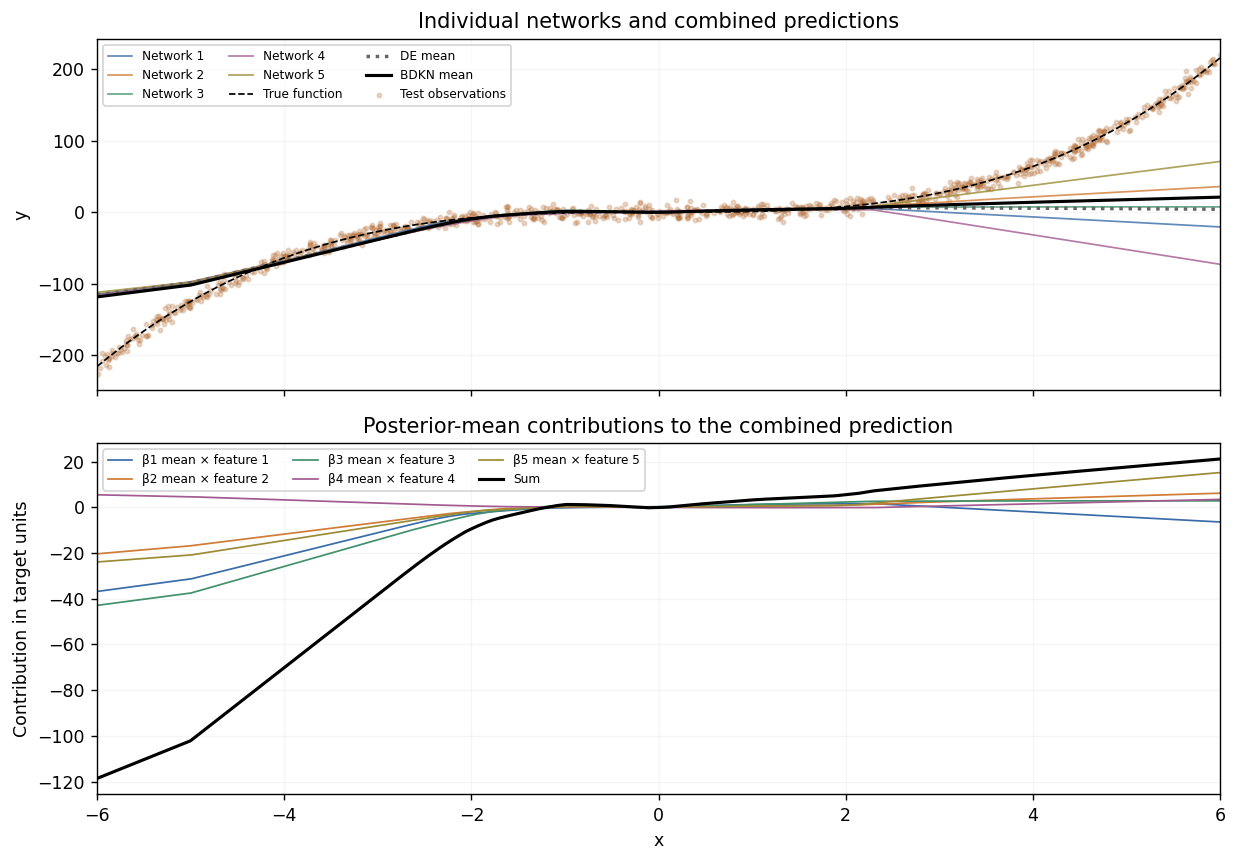 Individual networks and combined predictions
Network 1
Network 2
Network 3
Network 4
Network 5
True function
DE mean
BDKN mean
Test observations
200
100
0
−100
−200
y
Posterior-mean contributions to the combined prediction
β1 mean × feature 1
β2 mean × feature 2
β3 mean × feature 3
β4 mean × feature 4
β5 mean × feature 5
Sum
20
0
−20
−40
−60
−80
−100
−120
Contribution in target units
−6 −4 −2 0 2 4 6
x